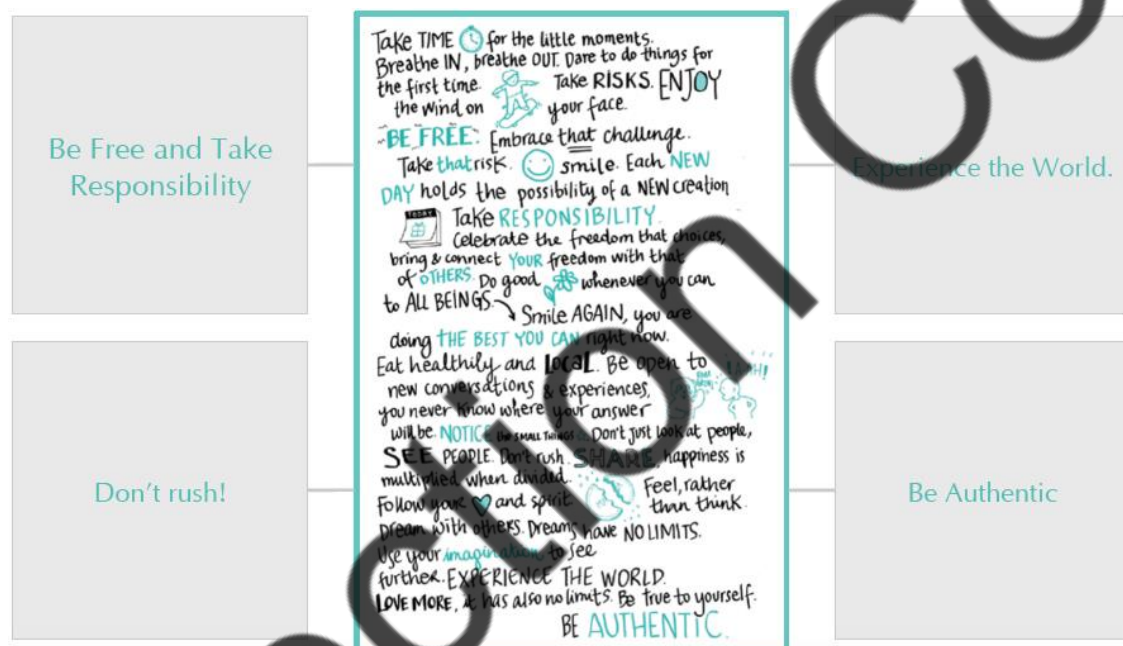 Be Free and Take
Responsibility
Don't rush!
Take TIME for the little moments.
Breathe IN, breathe OUT. Dare to do things for
the first time. Take RISKS. ENJOY
the wind on your face.
BE FREE. Embrace that challenge.
Take that risk. smile. Each NEW
DAY holds the possibility of a NEW creation
TODAY
Take RESPONSIBILITY.
Celebrate the freedom that choices,
bring & connect YOUR freedom with that
of OTHERS. Do good whenever you can
to ALL BEINGS. Smile AGAIN, you are
doing THE BEST YOU CAN right now.
Eat healthily and LOCAL. Be open to
new conversations & experiences,
you never know where your answer
will be. NOTICE the SMALL THINGS. Don't just look at people,
SEE PEOPLE. Don't rush. SHARE, happiness is
multiplied when divided.
Feel, rather
than think.
Follow your and spirit
Dream with others. Dreams have NO LIMITS.
Use your imagination to see
further. EXPERIENCE THE WORLD.
LOVE MORE, it has also no limits. Be true to yourself.
BE AUTHENTIC.
Experience the World.
Be Authentic